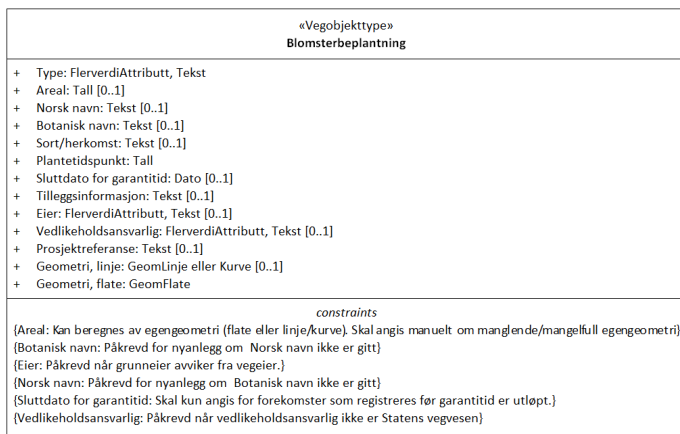 «Vegobjekttype»
Blomsterbeplantning
+ Type: FlerverdiAttributt, Tekst
+ Areal: Tall [0..1]
+ Norsk navn: Tekst [0..1]
+ Botanisk navn: Tekst [0..1]
+ Sort/herkomst: Tekst [0..1]
+ Plantetidspunkt: Tall
+ Sluttdato for garantitid: Dato [0..1]
+ Tilleggsinformasjon: Tekst [0..1]
+ Eier: FlerverdiAttributt, Tekst [0..1]
+ Vedlikeholdsansvarlig: FlerverdiAttributt, Tekst [0..1]
+ Prosjektreferanse: Tekst [0..1]
+ Geometri, linje: GeomLinje eller Kurve [0..1]
+ Geometri, flate: GeomFlate
constraints
{Areal: Kan beregnes av egengeometri (flate eller linje/kurve). Skal angis manuelt om manglende/mangelfull egengeometri}
{Botanisk navn: Påkrevd for nyanlegg om Norsk navn ikke er gitt}
{Eier: Påkrevd når grunneier avviker fra vegeier.}
{Norsk navn: Påkrevd for nyanlegg om Botanisk navn ikke er gitt}
{Sluttdato for garantitid: Skal kun angis for forekomster som registreres før garantitid er utløpt.}
{Vedlikeholdsansvarlig: Påkrevd når vedlikeholdsansvarlig ikke er Statens vegvesen}